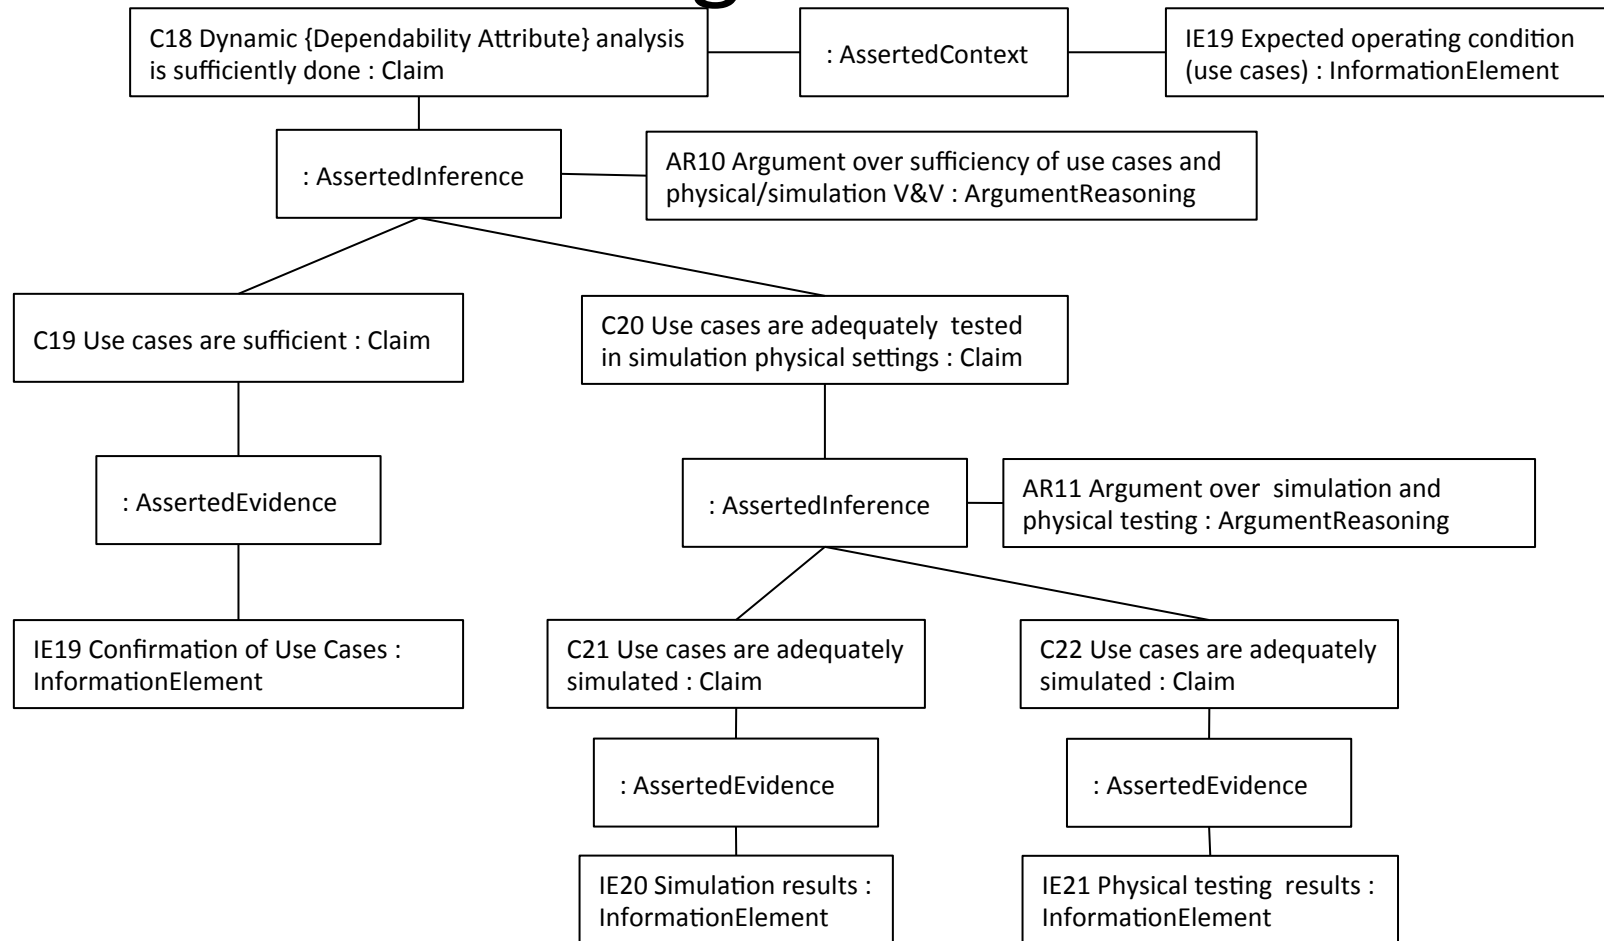 C18 Dynamic {Dependability Attribute} analysis
is sufficiently done : Claim
: AssertedContext
IE19 Expected operating condition
(use cases) : InformationElement
: AssertedInference
AR10 Argument over sufficiency of use cases and
physical/simulation V&V : ArgumentReasoning
C19 Use cases are sufficient : Claim
C20 Use cases are adequately  tested
in simulation physical settings : Claim
: AssertedEvidence
: AssertedInference
AR11 Argument over  simulation and
physical testing : ArgumentReasoning
IE19 Confirmation of Use Cases :
InformationElement
C21 Use cases are adequately
simulated : Claim
C22 Use cases are adequately
simulated : Claim
: AssertedEvidence
: AssertedEvidence
IE20 Simulation results :
InformationElement
IE21 Physical testing  results :
InformationElement